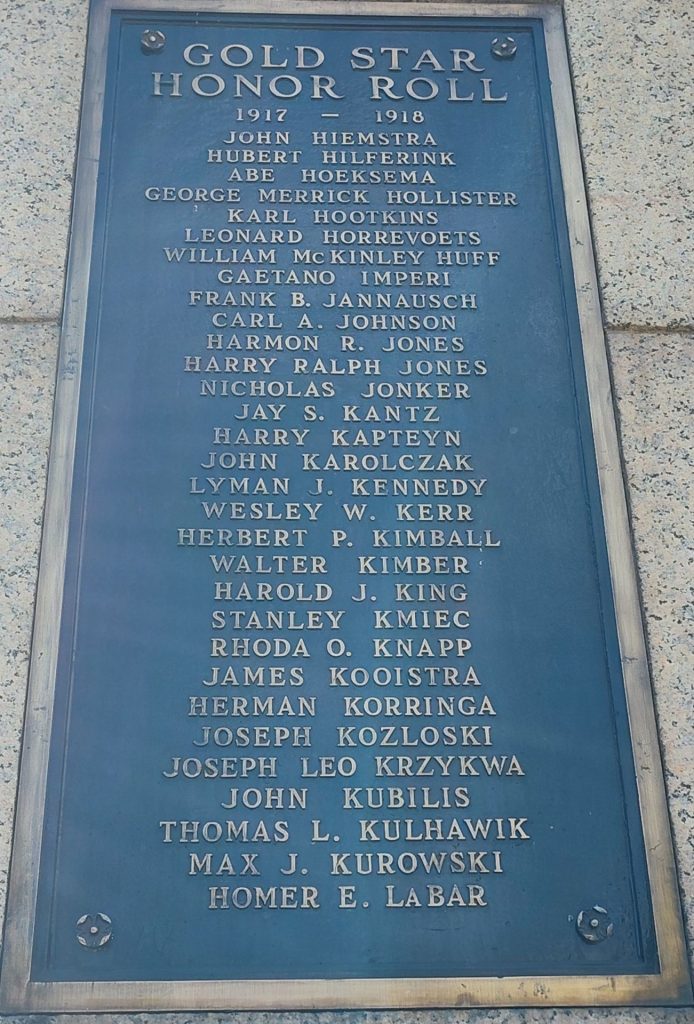 GOLD STAR
HONOR ROLL
1917 — 1918
JOHN HIEMSTRA
HUBERT HILFERINK
ABE HOEKSEMA
GEORGE MERRICK HOLLISTER
KARL HOOTKINS
LEONARD HORREVOETS
WILLIAM McKINLEY HUFF
GAETANO IMPERI
FRANK B. JANNAUSCH
CARL A. JOHNSON
HARMON R. JONES
HARRY RALPH JONES
NICHOLAS JONKER
JAY S. KANTZ
HARRY KAPTEYN
JOHN KAROLCZAK
LYMAN J. KENNEDY
WESLEY W. KERR
HERBERT P. KIMBALL
WALTER KIMBER
HAROLD J. KING
STANLEY KMIEC
RHODA O. KNAPP
JAMES KOOISTRA
HERMAN KORRINGA
JOSEPH KOZLOSKI
JOSEPH LEO KRZYKWA
JOHN KUBILIS
THOMAS L. KULHAWIK
MAX J. KUROWSKI
HOMER E. LABAR